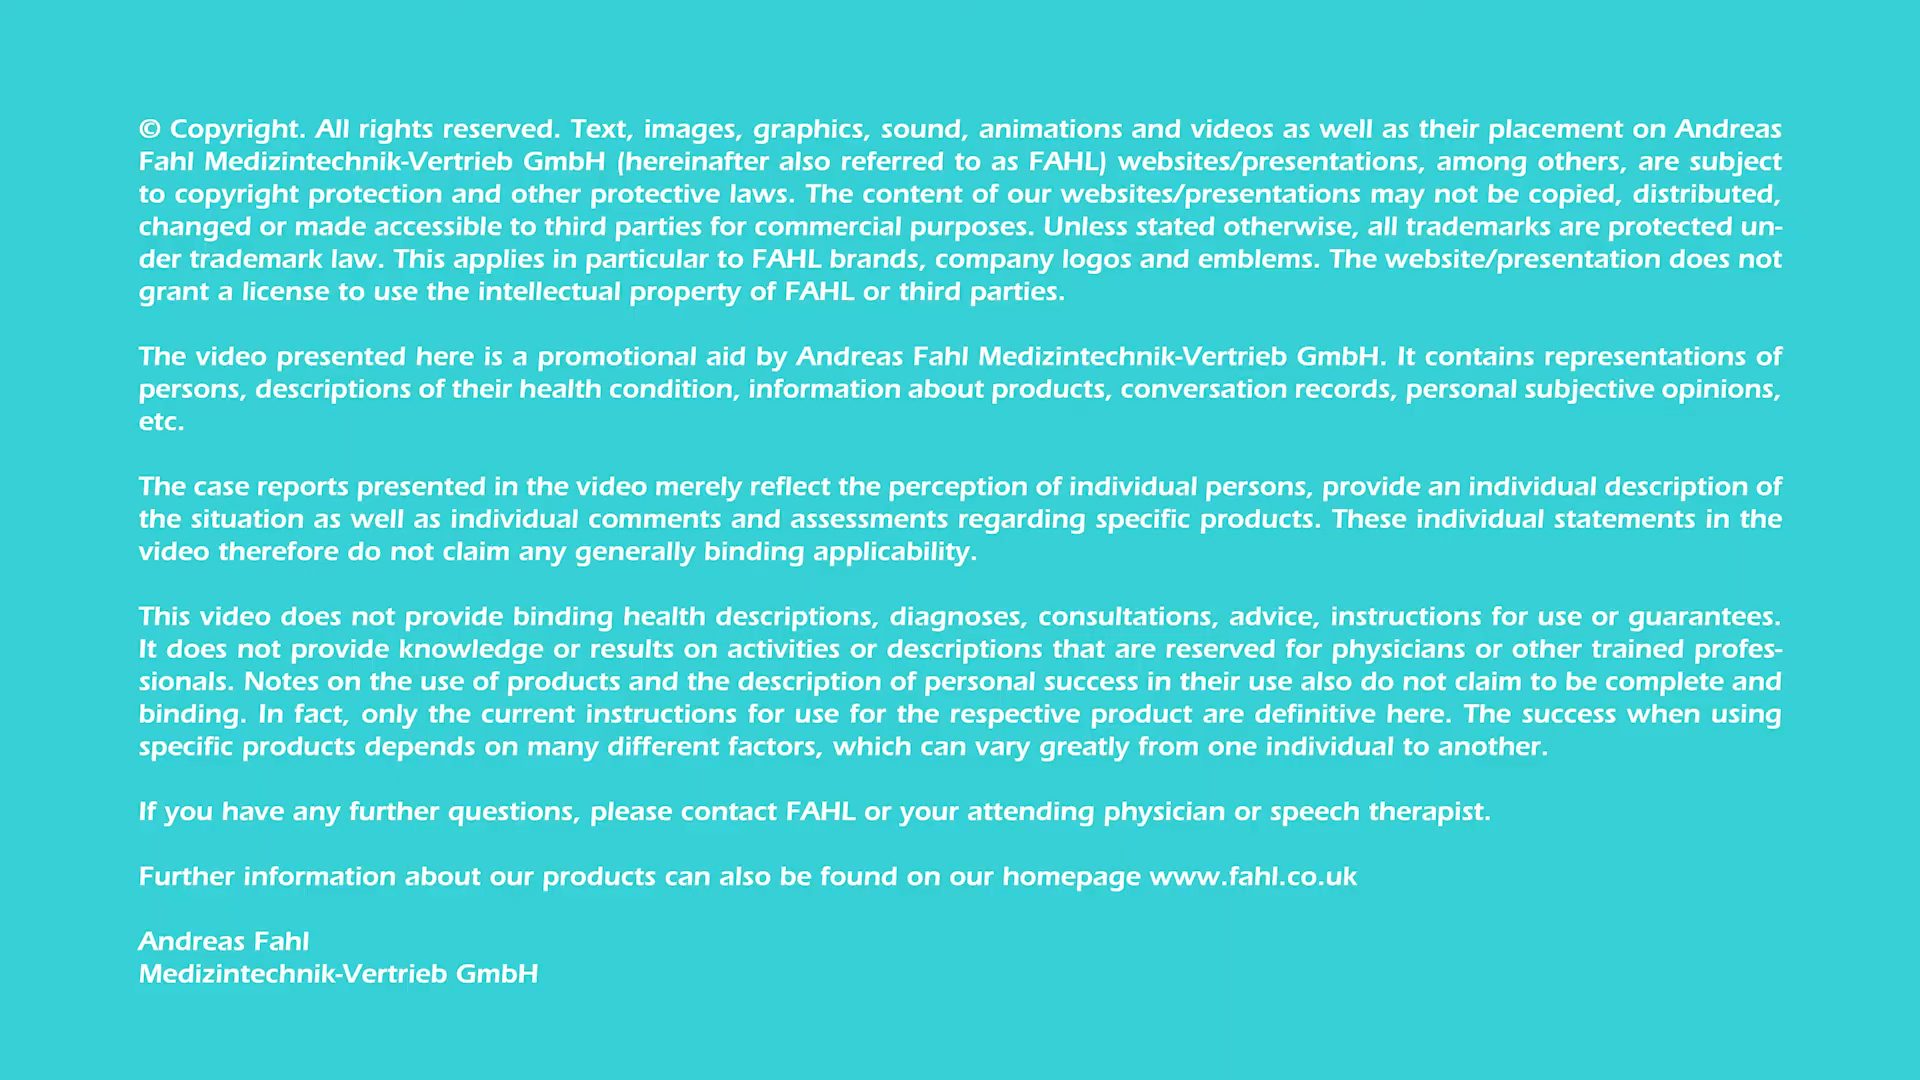 © Copyright. All rights reserved. Text, images, graphics, sound, animations and videos as well as their placement on Andreas
Fahl Medizintechnik-Vertrieb GmbH (hereinafter also referred to as FAHL) websites/presentations, among others, are subject
to copyright protection and other protective laws. The content of our websites/presentations may not be copied, distributed,
changed or made accessible to third parties for commercial purposes. Unless stated otherwise, all trademarks are protected un-
der trademark law. This applies in particular to FAHL brands, company logos and emblems. The website/presentation does not
grant a license to use the intellectual property of FAHL or third parties.
The video presented here is a promotional aid by Andreas Fahl Medizintechnik-Vertrieb GmbH. It contains representations of
persons, descriptions of their health condition, information about products, conversation records, personal subjective opinions,
etc.
The case reports presented in the video merely reflect the perception of individual persons, provide an individual description of
the situation as well as individual comments and assessments regarding specific products. These individual statements in the
video therefore do not claim any generally binding applicability.
This video does not provide binding health descriptions, diagnoses, consultations, advice, instructions for use or guarantees.
It does not provide knowledge or results on activities or descriptions that are reserved for physicians or other trained profes-
sionals. Notes on the use of products and the description of personal success in their use also do not claim to be complete and
binding. In fact, only the current instructions for use for the respective product are definitive here. The success when using
specific products depends on many different factors, which can vary greatly from one individual to another.
If you have any further questions, please contact FAHL or your attending physician or speech therapist.
Further information about our products can also be found on our homepage www.fahl.co.uk
Andreas Fahl
Medizintechnik-Vertrieb GmbH